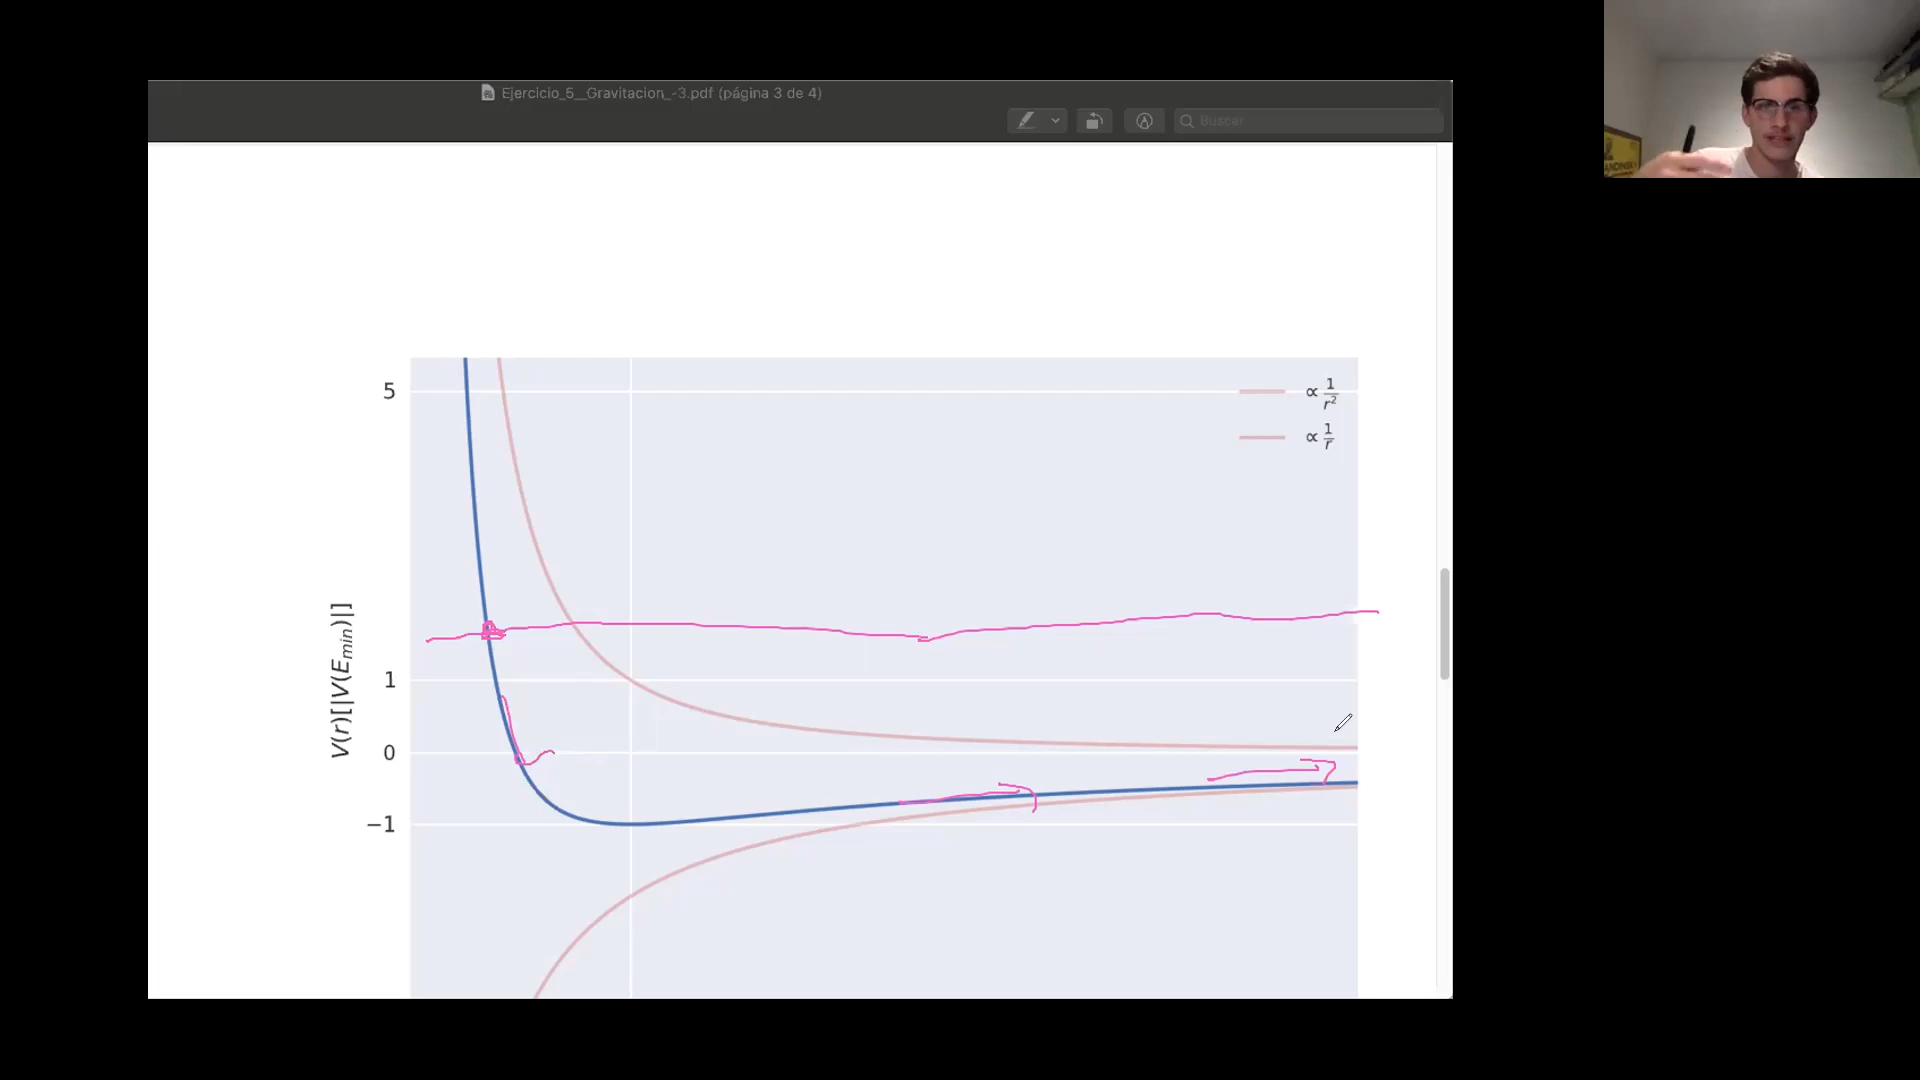 Ejercicio_5__Gravitacion_-3.pdf (página 3 de 4)
Buscar
5
∝ 1/r²
∝ 1/r
V(r)[|V(E_min)|]
1
0
−1